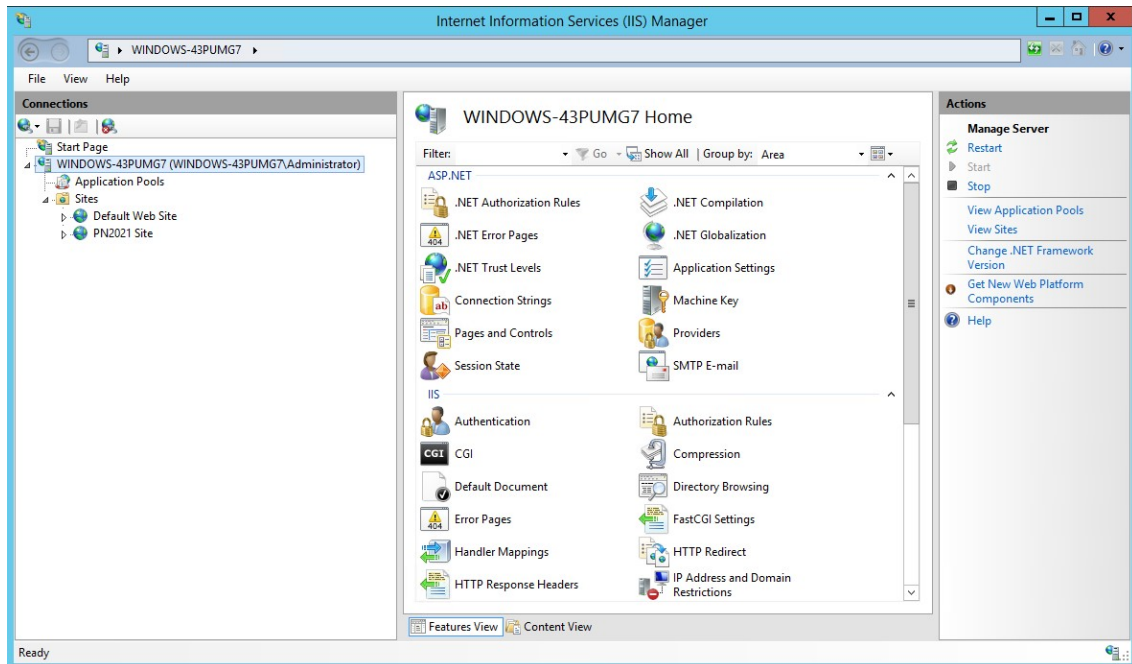 Internet Information Services (IIS) Manager
WINDOWS-43PUMG7
File View Help
Connections
Start Page
WINDOWS-43PUMG7 (WINDOWS-43PUMG7\Administrator)
Application Pools
Sites
Default Web Site
PN2021 Site
WINDOWS-43PUMG7 Home
Filter: Go Show All Group by: Area
ASP.NET
.NET Authorization Rules .NET Compilation
.NET Error Pages .NET Globalization
.NET Trust Levels Application Settings
Connection Strings Machine Key
Pages and Controls Providers
Session State SMTP E-mail
IIS
Authentication Authorization Rules
CGI Compression
Default Document Directory Browsing
Error Pages FastCGI Settings
Handler Mappings HTTP Redirect
HTTP Response Headers IP Address and Domain
Restrictions
Features View Content View
Actions
Manage Server
Restart
Start
Stop
View Application Pools
View Sites
Change .NET Framework
Version
Get New Web Platform
Components
Help
Ready